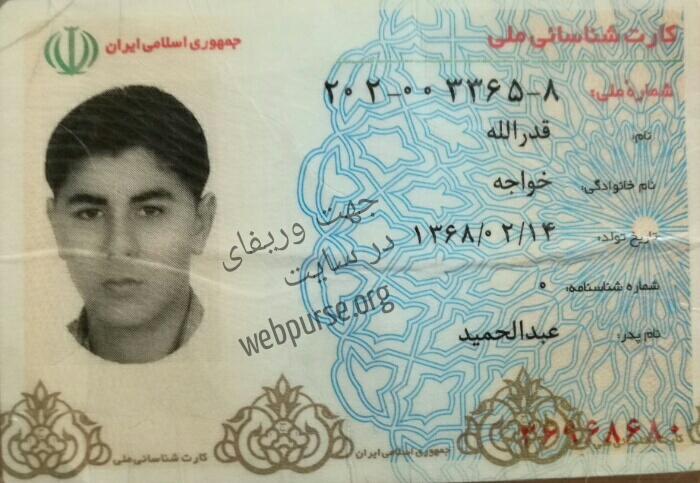 جمهوری اسلامی ایران
کارت شناسائی ملی
شماره ملی: ۲۰۲-۰۰۳۳۶۵-۸
نام: قدرالله
نام خانوادگی: خواجه
تاریخ تولد: ۱۳۶۸/۰۲/۱۴
شماره شناسنامه: ۰
نام پدر: عبدالحمید
جهت وریفای
در سایت
webpurse.org
کارت شناسائی ملی
جمهوری اسلامی ایران